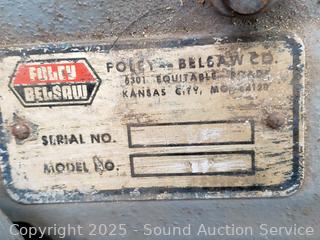 FOLEY
BELSAW
FOLEY - BELSAW CO.
6301 EQUITABLE ROAD
KANSAS CITY, MO. 64120
SERIAL NO.
MODEL NO.
Copyright 2025 - Sound Auction Service